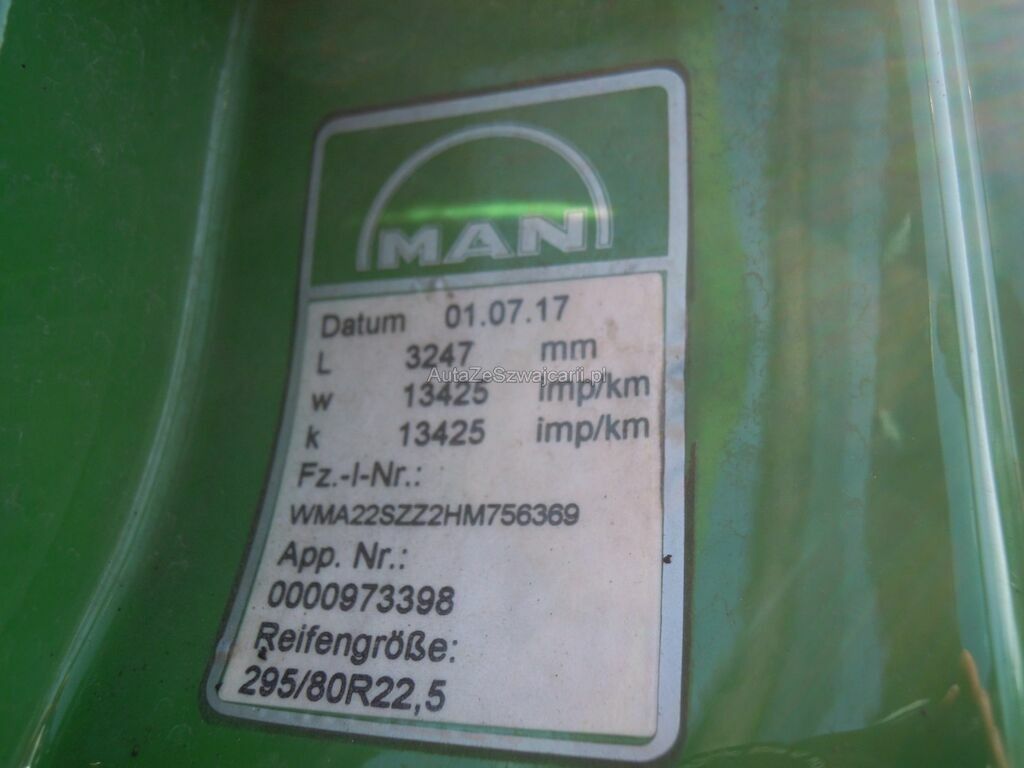 MAN
Datum 01.07.17
L 3247 mm
AutaZeSzwajcarii.pl
w 13425 imp/km
k 13425 imp/km
Fz.-I-Nr.:
WMA22SZZ2HM756369
App. Nr.:
0000973398
Reifengröße:
295/80R22,5